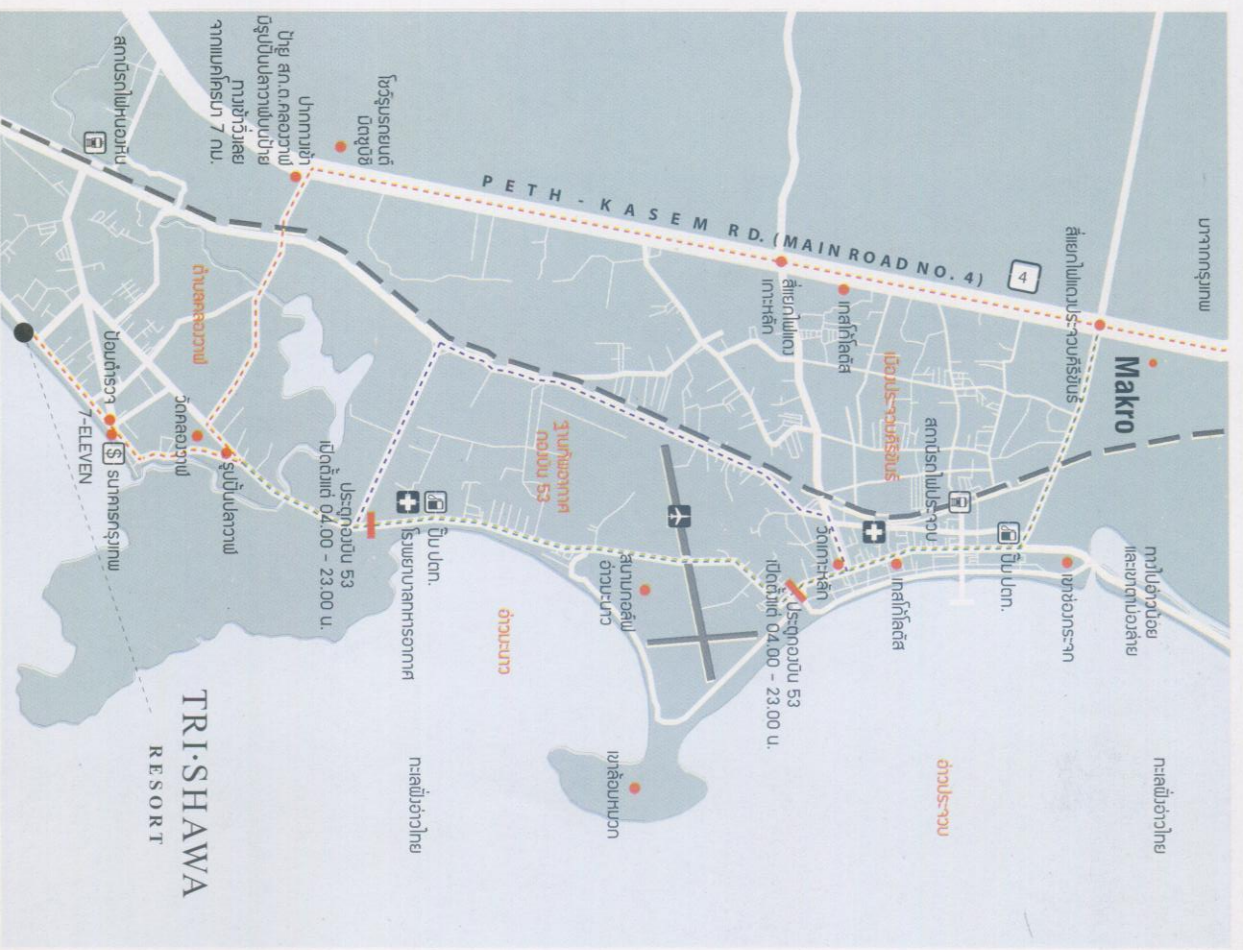 มาจากกรุงเทพ
Makro
สี่แยกไฟแดงประจวบคีรีขันธ์
ทางไปอ่าวน้อย
และเขาตาม่องล่าย
ทะเลฝั่งอ่าวไทย
เขาช่องกระจก
4
ปั๊ม ปตท.
สถานีรถไฟประจวบ
อ่าวประจวบ
เมืองประจวบคีรีขันธ์
เทสโก้โลตัส
เทสโก้โลตัส
PETH-KASEM RD. (MAIN ROAD NO. 4)
สี่แยกไฟแดง
เกาะหลัก
วัดเกาะหลัก
ประตูกองบิน 53
เปิดตั้งแต่ 04.00 - 23.00 น.
สนามกอล์ฟ
อ่าวมะนาว
เขาล้อมหมวก
ฐานทัพอากาศ
กองบิน 53
อ่าวมะนาว
ปั๊ม ปตท.
โรงพยาบาลทหารอากาศ
ทะเลฝั่งอ่าวไทย
โชว์รูมรถยนต์
มิตซูบิชิ
ประตูกองบิน 53
เปิดตั้งแต่ 04.00 - 23.00 น.
ปากทางเข้า
ป้าย สภ.ต.คลองวาฬ
มีรูปปั้นปลาวาฬบนป้าย
ทางเข้าวิ่งเลย
จากแมคโครมา 7 กม.
รูปปั้นปลาวาฬ
ตำบลคลองวาฬ
วัดคลองวาฬ
สถานีรถไฟหนองหิน
ป้อมตำรวจ
$ ธนาคารกรุงเทพ
7-ELEVEN
TRI·SHAWA
RESORT